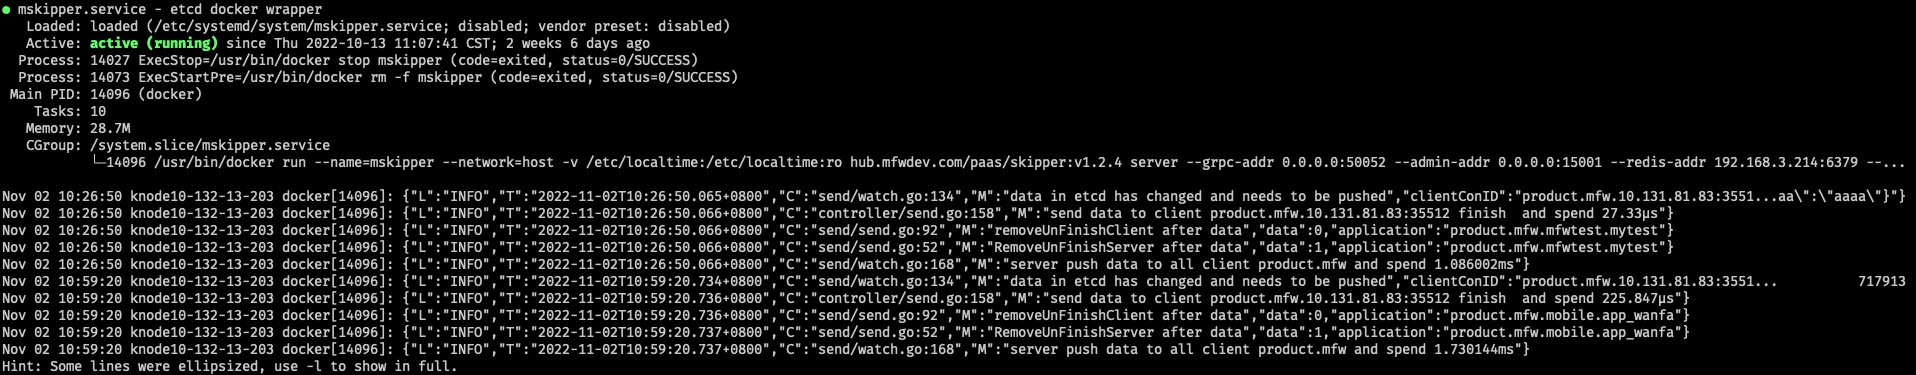 ● mskipper.service - etcd docker wrapper
   Loaded: loaded (/etc/systemd/system/mskipper.service; disabled; vendor preset: disabled)
   Active: active (running) since Thu 2022-10-13 11:07:41 CST; 2 weeks 6 days ago
  Process: 14027 ExecStop=/usr/bin/docker stop mskipper (code=exited, status=0/SUCCESS)
  Process: 14073 ExecStartPre=/usr/bin/docker rm -f mskipper (code=exited, status=0/SUCCESS)
 Main PID: 14096 (docker)
    Tasks: 10
   Memory: 28.7M
   CGroup: /system.slice/mskipper.service
           └─14096 /usr/bin/docker run --name=mskipper --network=host -v /etc/localtime:/etc/localtime:ro hub.mfwdev.com/paas/skipper:v1.2.4 server --grpc-addr 0.0.0.0:50052 --admin-addr 0.0.0.0:15001 --redis-addr 192.168.3.214:6379 --...
Nov 02 10:26:50 knode10-132-13-203 docker[14096]: {"L":"INFO","T":"2022-11-02T10:26:50.065+0800","C":"send/watch.go:134","M":"data in etcd has changed and needs to be pushed","clientConID":"product.mfw.10.131.81.83:3551...aa\":\"aaaa\"}"}
Nov 02 10:26:50 knode10-132-13-203 docker[14096]: {"L":"INFO","T":"2022-11-02T10:26:50.066+0800","C":"controller/send.go:158","M":"send data to client product.mfw.10.131.81.83:35512 finish  and spend 27.33µs"}
Nov 02 10:26:50 knode10-132-13-203 docker[14096]: {"L":"INFO","T":"2022-11-02T10:26:50.066+0800","C":"send/send.go:92","M":"removeUnFinishClient after data","data":0,"application":"product.mfw.mfwtest.mytest"}
Nov 02 10:26:50 knode10-132-13-203 docker[14096]: {"L":"INFO","T":"2022-11-02T10:26:50.066+0800","C":"send/send.go:52","M":"RemoveUnFinishServer after data","data":1,"application":"product.mfw.mfwtest.mytest"}
Nov 02 10:26:50 knode10-132-13-203 docker[14096]: {"L":"INFO","T":"2022-11-02T10:26:50.066+0800","C":"send/watch.go:168","M":"server push data to all client product.mfw and spend 1.086002ms"}
Nov 02 10:59:20 knode10-132-13-203 docker[14096]: {"L":"INFO","T":"2022-11-02T10:59:20.734+0800","C":"send/watch.go:134","M":"data in etcd has changed and needs to be pushed","clientConID":"product.mfw.10.131.81.83:3551...          717913
Nov 02 10:59:20 knode10-132-13-203 docker[14096]: {"L":"INFO","T":"2022-11-02T10:59:20.736+0800","C":"controller/send.go:158","M":"send data to client product.mfw.10.131.81.83:35512 finish  and spend 225.847µs"}
Nov 02 10:59:20 knode10-132-13-203 docker[14096]: {"L":"INFO","T":"2022-11-02T10:59:20.736+0800","C":"send/send.go:92","M":"removeUnFinishClient after data","data":0,"application":"product.mfw.mobile.app_wanfa"}
Nov 02 10:59:20 knode10-132-13-203 docker[14096]: {"L":"INFO","T":"2022-11-02T10:59:20.737+0800","C":"send/send.go:52","M":"RemoveUnFinishServer after data","data":1,"application":"product.mfw.mobile.app_wanfa"}
Nov 02 10:59:20 knode10-132-13-203 docker[14096]: {"L":"INFO","T":"2022-11-02T10:59:20.737+0800","C":"send/watch.go:168","M":"server push data to all client product.mfw and spend 1.730144ms"}
Hint: Some lines were ellipsized, use -l to show in full.